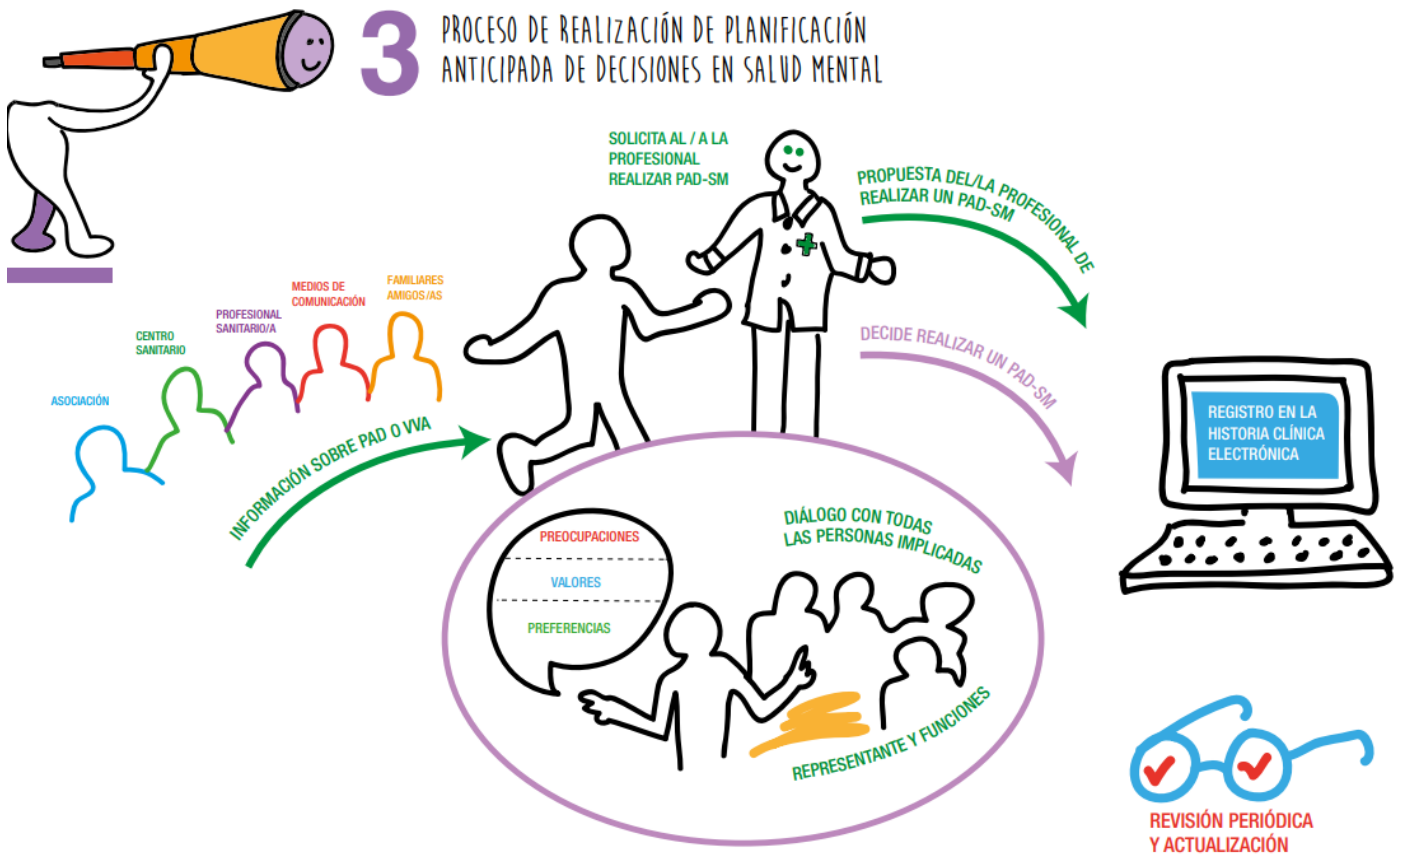 3
PROCESO DE REALIZACIÓN DE PLANIFICACIÓN
ANTICIPADA DE DECISIONES EN SALUD MENTAL
SOLICITA AL / A LA
PROFESIONAL
REALIZAR PAD-SM
PROPUESTA DEL/LA PROFESIONAL DE
REALIZAR UN PAD-SM
FAMILIARES
AMIGOS/AS
MEDIOS DE
COMUNICACIÓN
PROFESIONAL
SANITARIO/A
CENTRO
SANITARIO
ASOCIACIÓN
INFORMACIÓN SOBRE PAD O VVA
DECIDE REALIZAR UN PAD-SM
REGISTRO EN LA
HISTORIA CLÍNICA
ELECTRÓNICA
PREOCUPACIONES
VALORES
PREFERENCIAS
DIÁLOGO CON TODAS
LAS PERSONAS IMPLICADAS
REPRESENTANTE Y FUNCIONES
REVISIÓN PERIÓDICA
Y ACTUALIZACIÓN